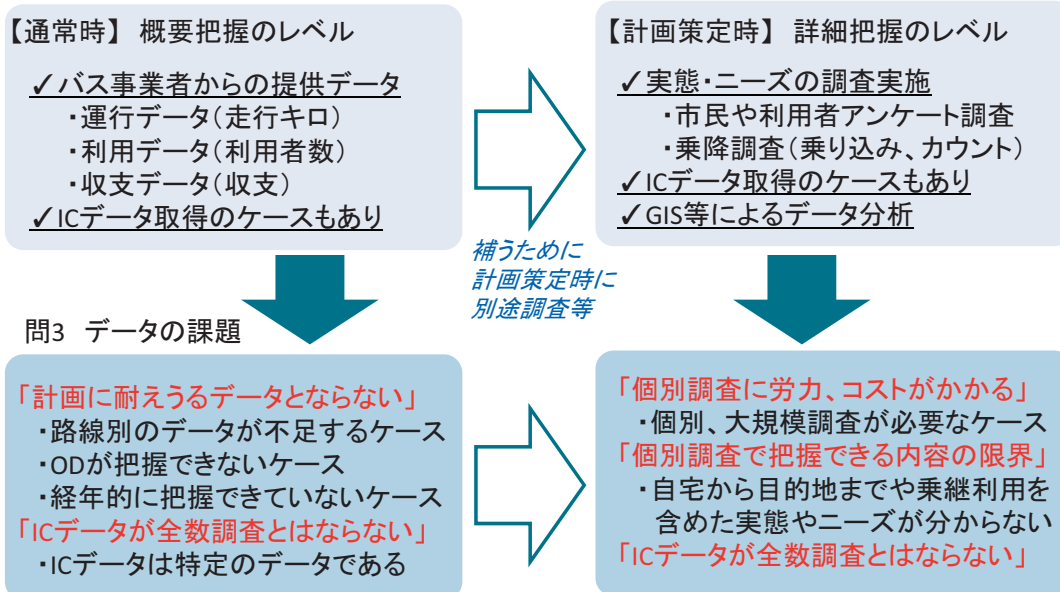 【通常時】 概要把握のレベル
✓バス事業者からの提供データ
・運行データ(走行キロ)
・利用データ(利用者数)
・収支データ(収支)
✓ICデータ取得のケースもあり
補うために
計画策定時に
別途調査等
【計画策定時】 詳細把握のレベル
✓実態・ニーズの調査実施
・市民や利用者アンケート調査
・乗降調査(乗り込み、カウント)
✓ICデータ取得のケースもあり
✓GIS等によるデータ分析
問3 データの課題
「計画に耐えうるデータとならない」
・路線別のデータが不足するケース
・ODが把握できないケース
・経年的に把握できていないケース
「ICデータが全数調査とはならない」
・ICデータは特定のデータである
「個別調査に労力、コストがかかる」
・個別、大規模調査が必要なケース
「個別調査で把握できる内容の限界」
・自宅から目的地までや乗継利用を
含めた実態やニーズが分からない
「ICデータが全数調査とはならない」